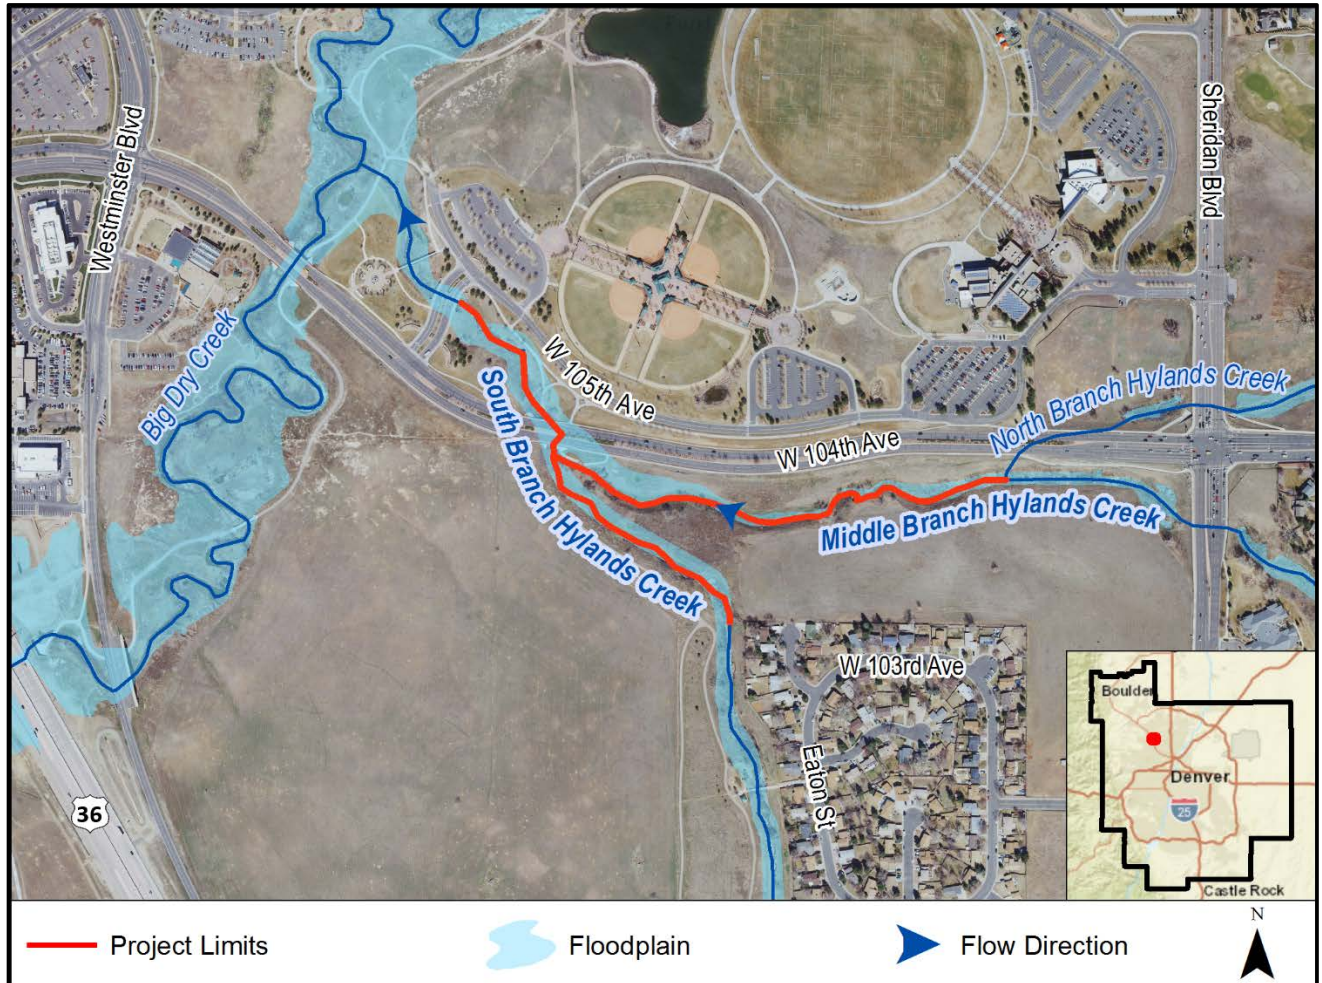 Westminster Blvd
Sheridan Blvd
Big Dry Creek
W 105th Ave
South Branch Hylands Creek
North Branch Hylands Creek
W 104th Ave
Middle Branch Hylands Creek
W 103rd Ave
Eaton St
36
Boulder
Denver
25
Castle Rock
Project Limits
Floodplain
Flow Direction
N